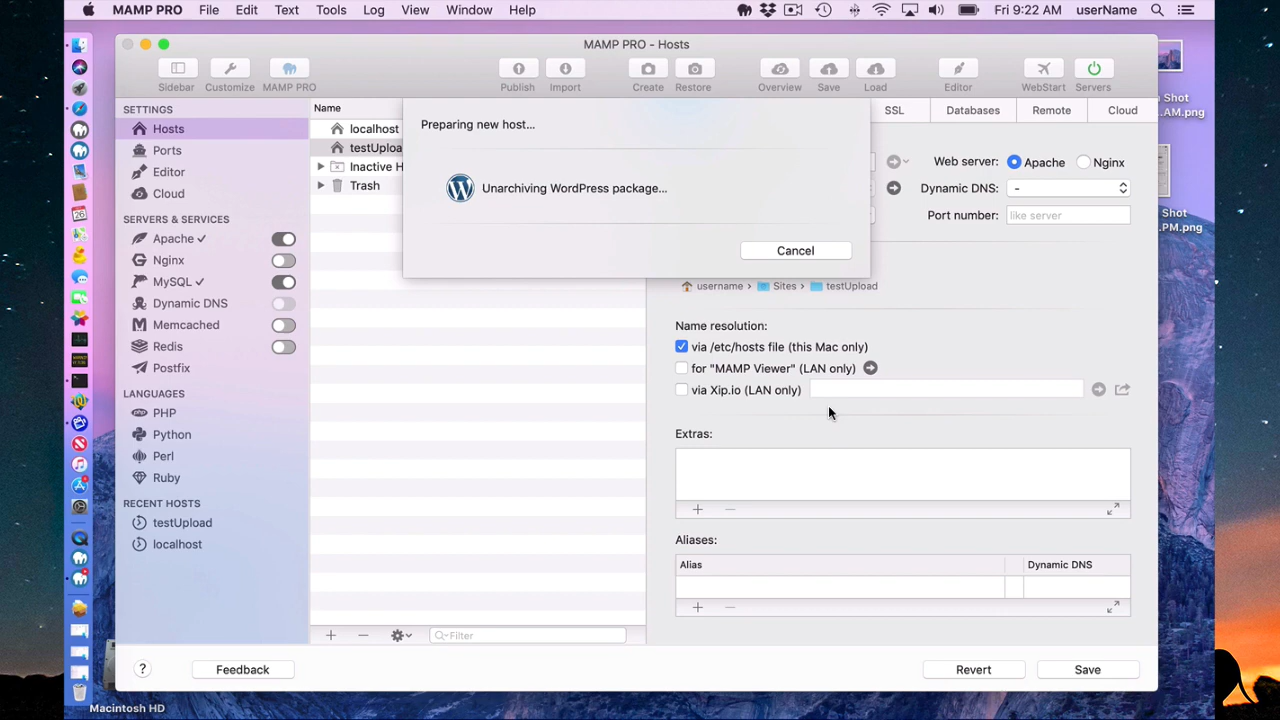 MAMP PRO File Edit Text Tools Log View Window Help Fri 9:22 AM userName
MAMP PRO - Hosts
Sidebar Customize MAMP PRO Publish Import Create Restore Overview Save Load Editor WebStart Servers
SETTINGS
Hosts
Ports
Editor
Cloud
SERVERS & SERVICES
Apache ✓
Nginx
MySQL ✓
Dynamic DNS
Memcached
Redis
Postfix
LANGUAGES
PHP
Python
Perl
Ruby
RECENT HOSTS
testUpload
localhost
Name
localhost
testUploa
Inactive H
Trash
Filter
Preparing new host...
Unarchiving WordPress package...
Cancel
SSL Databases Remote Cloud
Web server: Apache Nginx
Dynamic DNS: -
Port number: like server
username › Sites › testUpload
Name resolution:
via /etc/hosts file (this Mac only)
for "MAMP Viewer" (LAN only)
via Xip.io (LAN only)
Extras:
Aliases:
Alias Dynamic DNS
? Feedback Revert Save
Shot
.AM.png
Shot
.PM.png
Macintosh HD